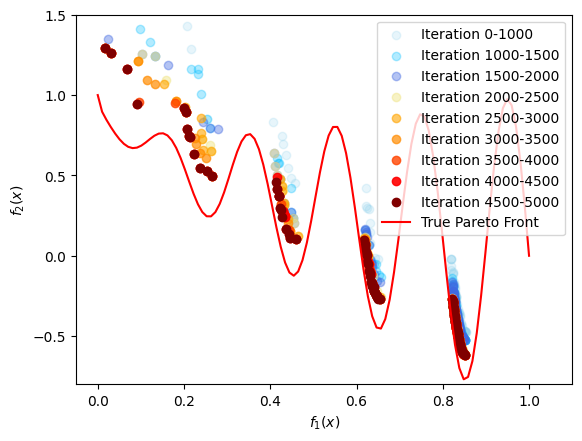 1.5
1.0
0.5
0.0
−0.5
f₂(x)
Iteration 0-1000
Iteration 1000-1500
Iteration 1500-2000
Iteration 2000-2500
Iteration 2500-3000
Iteration 3000-3500
Iteration 3500-4000
Iteration 4000-4500
Iteration 4500-5000
True Pareto Front
0.0 0.2 0.4 0.6 0.8 1.0
f₁(x)